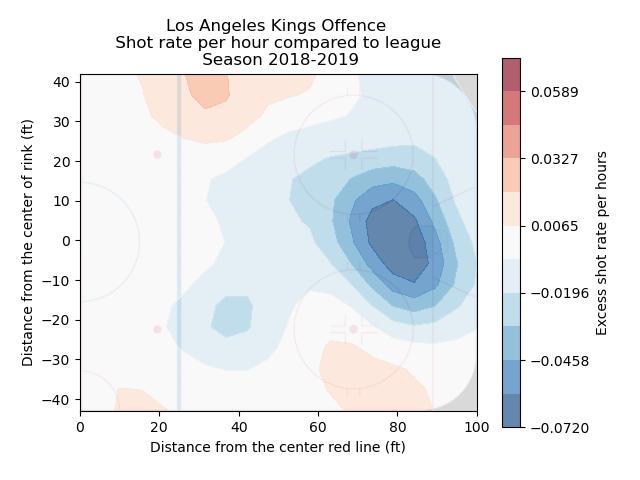 Los Angeles Kings Offence
Shot rate per hour compared to league
Season 2018-2019
Distance from the center of rink (ft)
40
30
20
10
0
−10
−20
−30
−40
0 20 40 60 80 100
Distance from the center red line (ft)
0.0589
0.0327
0.0065
−0.0196
−0.0458
−0.0720
Excess shot rate per hours